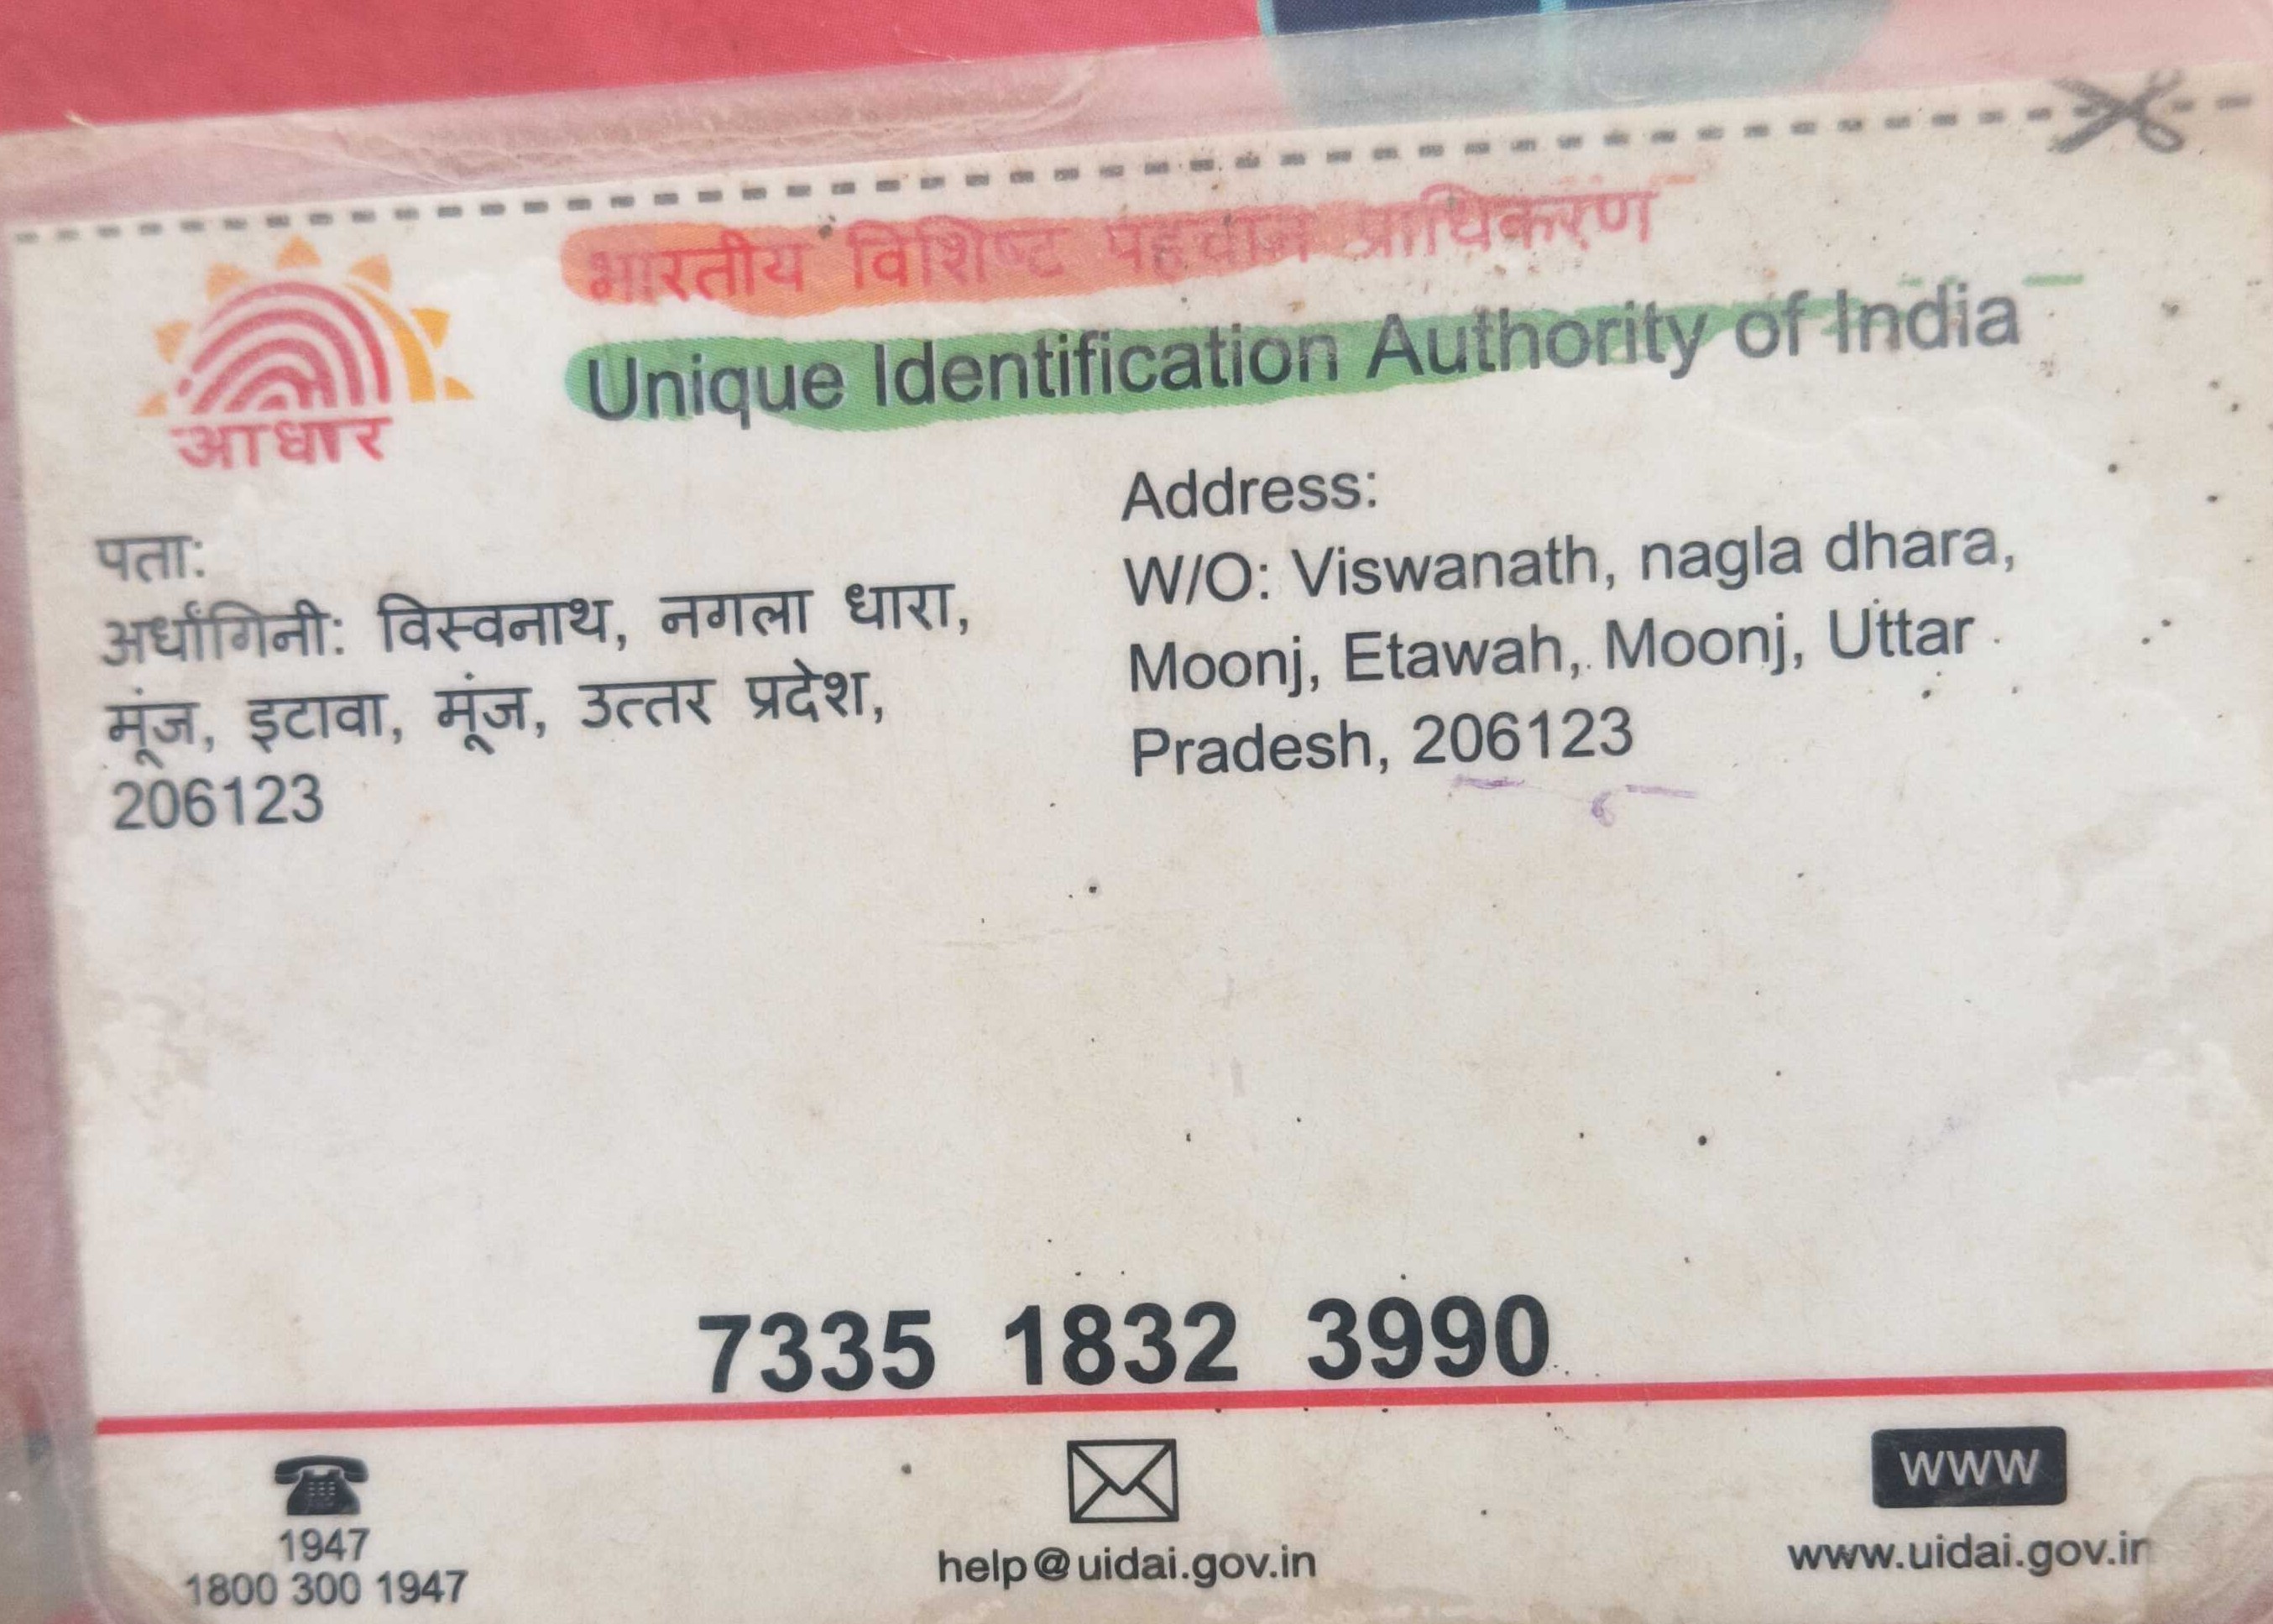 भारतीय विशिष्ट पहचान प्राधिकरण
Unique Identification Authority of India
आधार
पता:
अर्धांगिनी: विस्वनाथ, नगला धारा,
मूंज, इटावा, मूंज, उत्तर प्रदेश,
206123
Address:
W/O: Viswanath, nagla dhara,
Moonj, Etawah, Moonj, Uttar
Pradesh, 206123
7335 1832 3990
1947
1800 300 1947
help@uidai.gov.in
www
www.uidai.gov.in